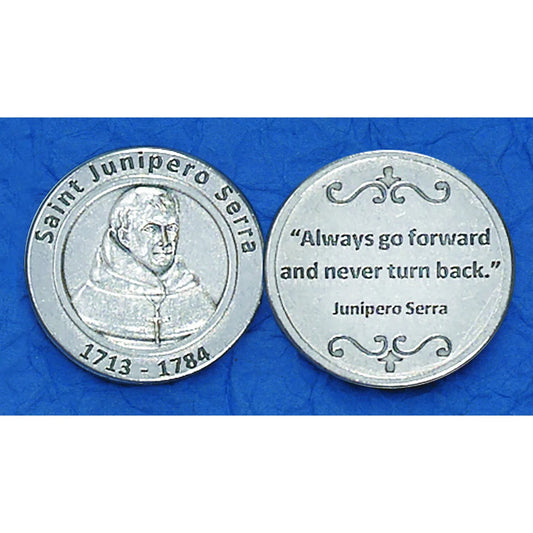 Saint Junipero Serra
1713 - 1784
“Always go forward
and never turn back.”
Junipero Serra